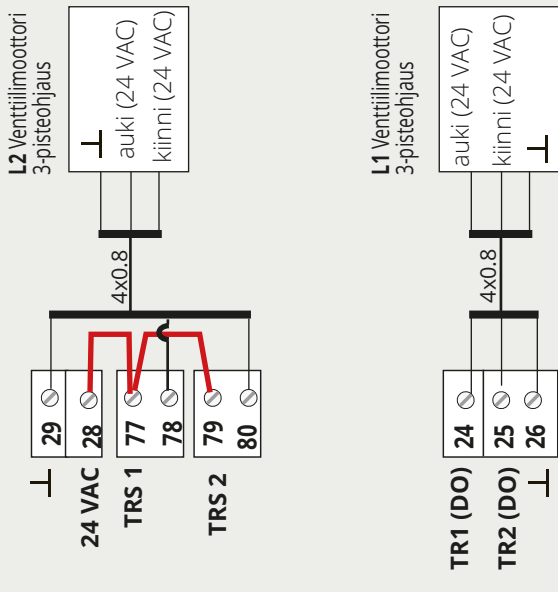 L2 Venttiilimoottori
3-pisteohjaus
auki (24 VAC)
kiinni (24 VAC)
4x0.8
29
24 VAC
28
TRS 1
77
78
TRS 2
79
80
L1 Venttiilimoottori
3-pisteohjaus
auki (24 VAC)
kiinni (24 VAC)
4x0.8
TR1 (DO)
24
TR2 (DO)
25
26